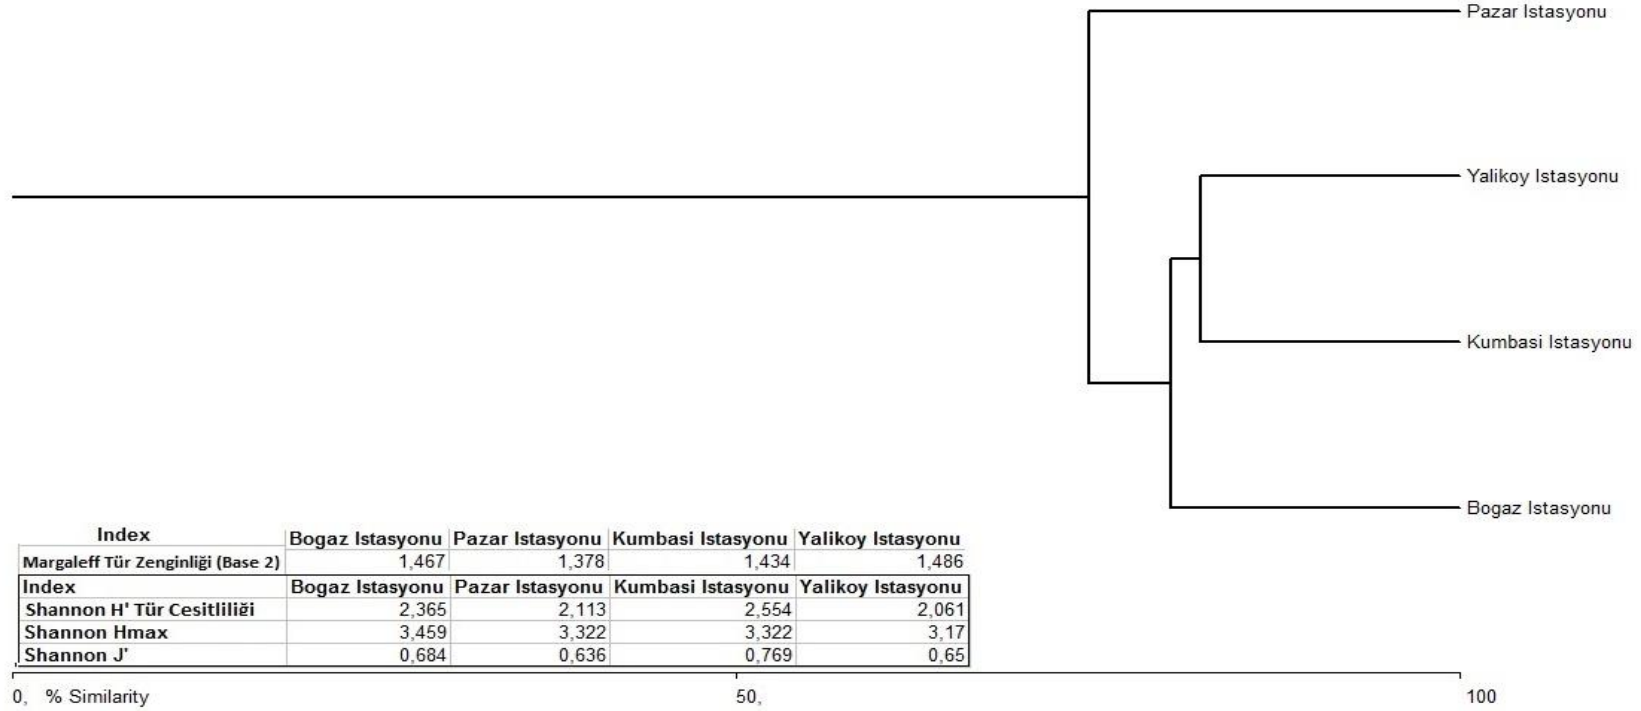 Pazar Istasyonu
Yalikoy Istasyonu
Kumbasi Istasyonu
Bogaz Istasyonu
Index Bogaz Istasyonu Pazar Istasyonu Kumbasi Istasyonu Yalikoy Istasyonu
Margaleff Tür Zenginliği (Base 2) 1,467 1,378 1,434 1,486
Index Bogaz Istasyonu Pazar Istasyonu Kumbasi Istasyonu Yalikoy Istasyonu
Shannon H' Tür Cesitliliği 2,365 2,113 2,554 2,061
Shannon Hmax 3,459 3,322 3,322 3,17
Shannon J' 0,684 0,636 0,769 0,65
0, % Similarity 50, 100